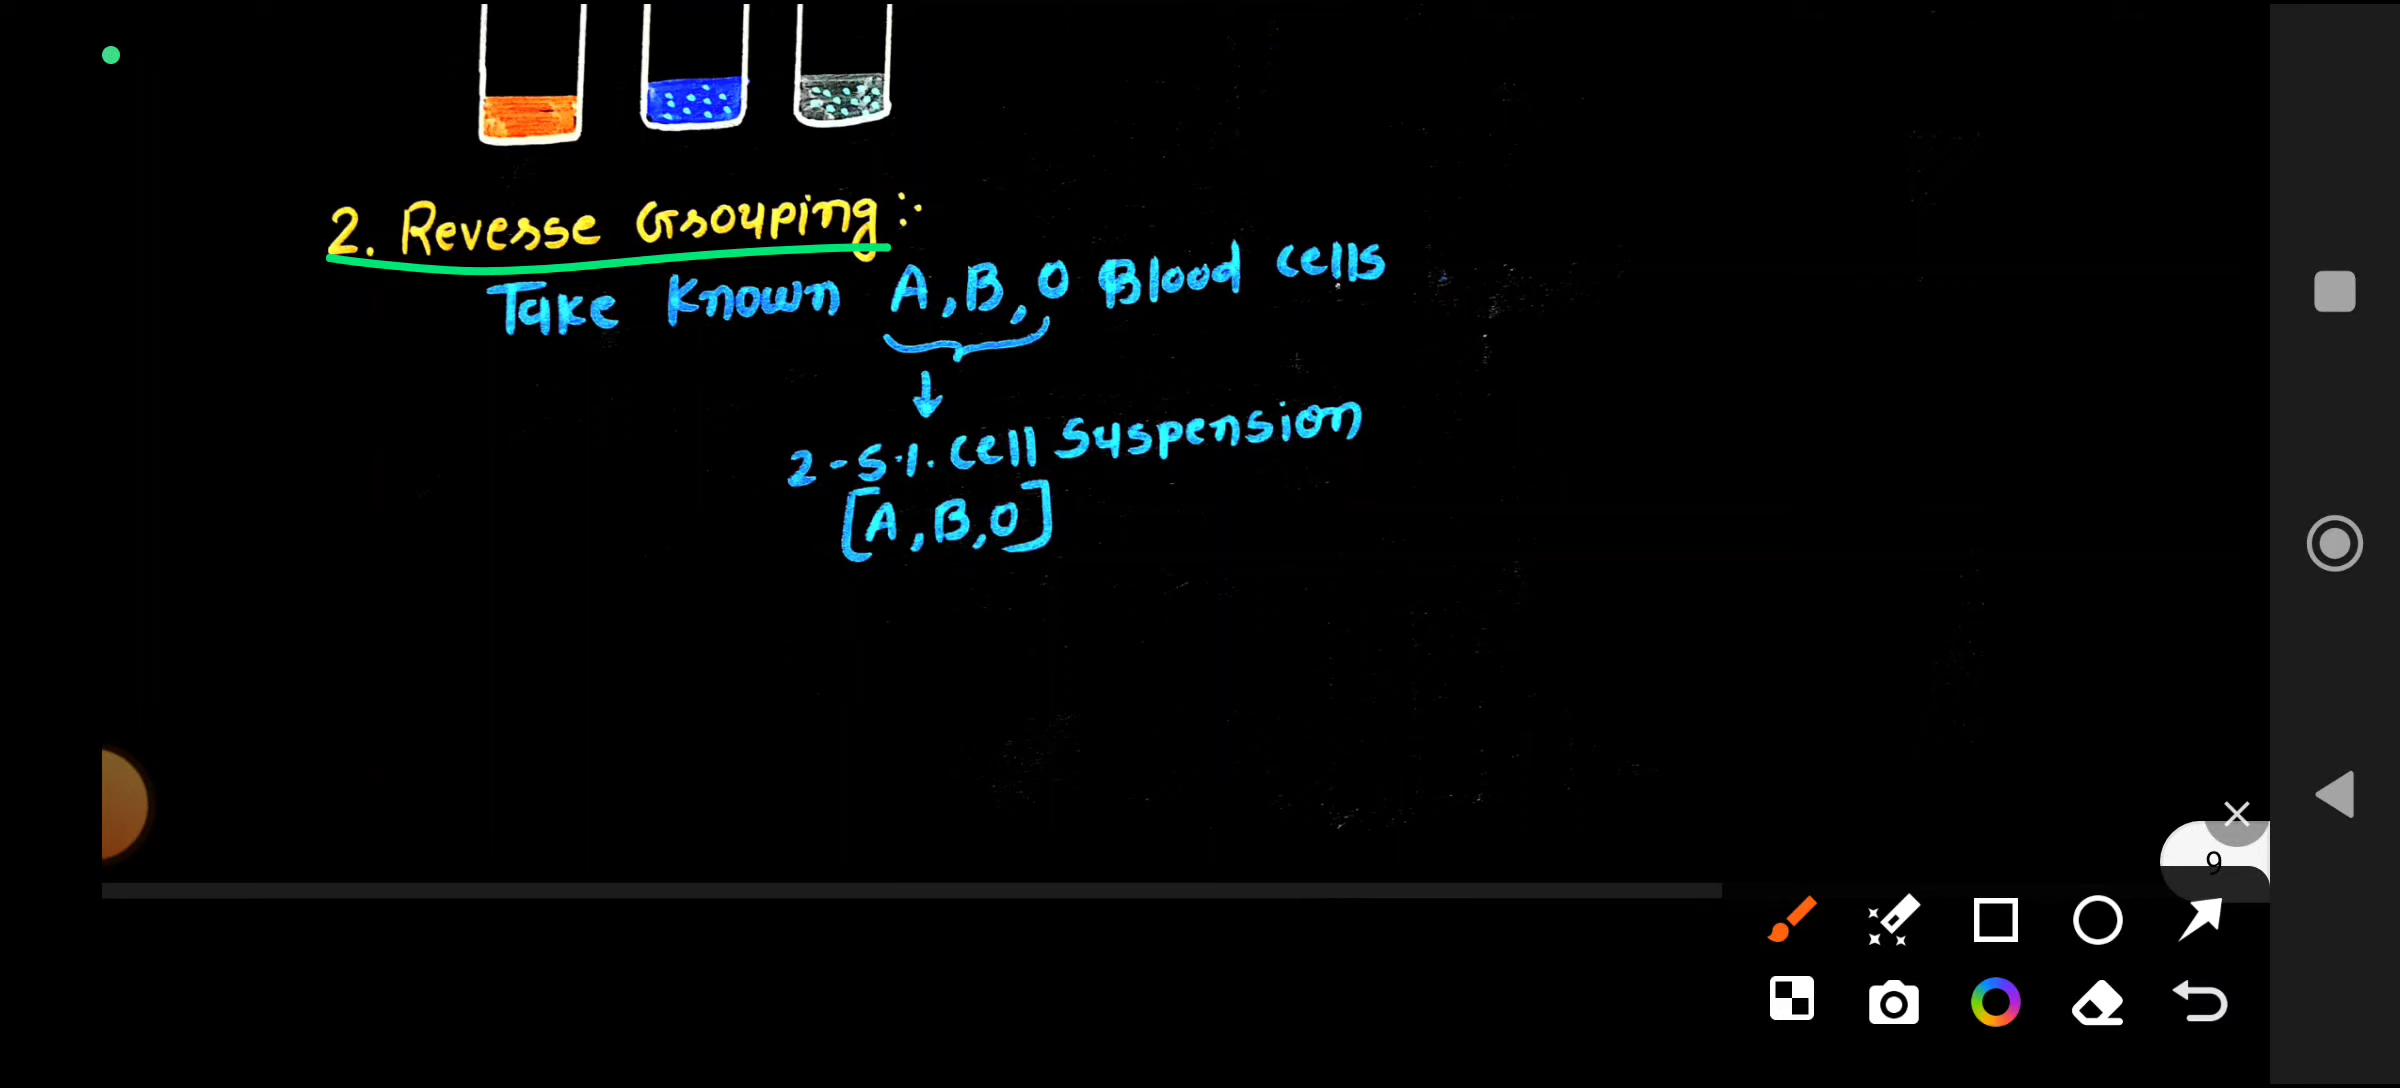 2. Reverse Grouping :-
Take Known A, B, O Blood cells
2-5%. Cell Suspension
[A, B, O]
9